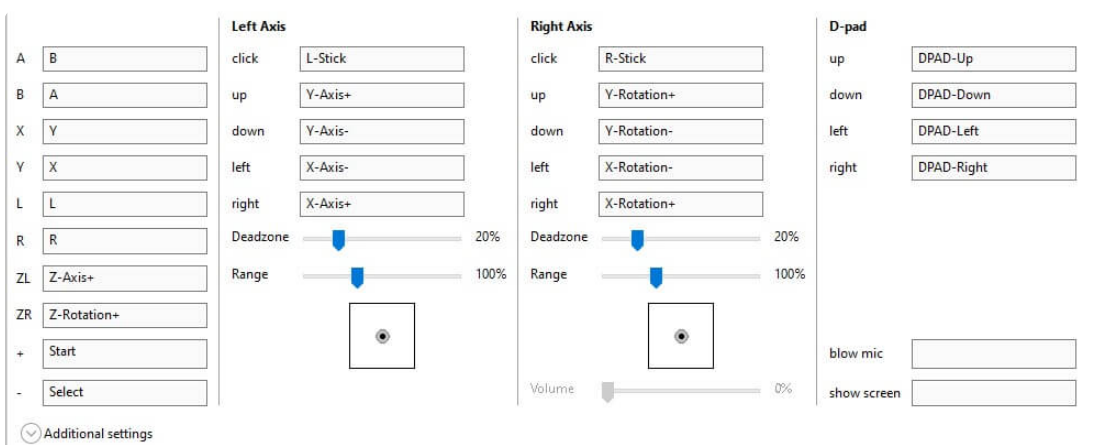 Left Axis Right Axis D-pad
A B click L-Stick click R-Stick up DPAD-Up
B A up Y-Axis+ up Y-Rotation+ down DPAD-Down
X Y down Y-Axis- down Y-Rotation- left DPAD-Left
Y X left X-Axis- left X-Rotation- right DPAD-Right
L L right X-Axis+ right X-Rotation+
R R Deadzone 20% Deadzone 20%
ZL Z-Axis+ Range 100% Range 100%
ZR Z-Rotation+
+ Start blow mic
- Select Volume 0% show screen
Additional settings